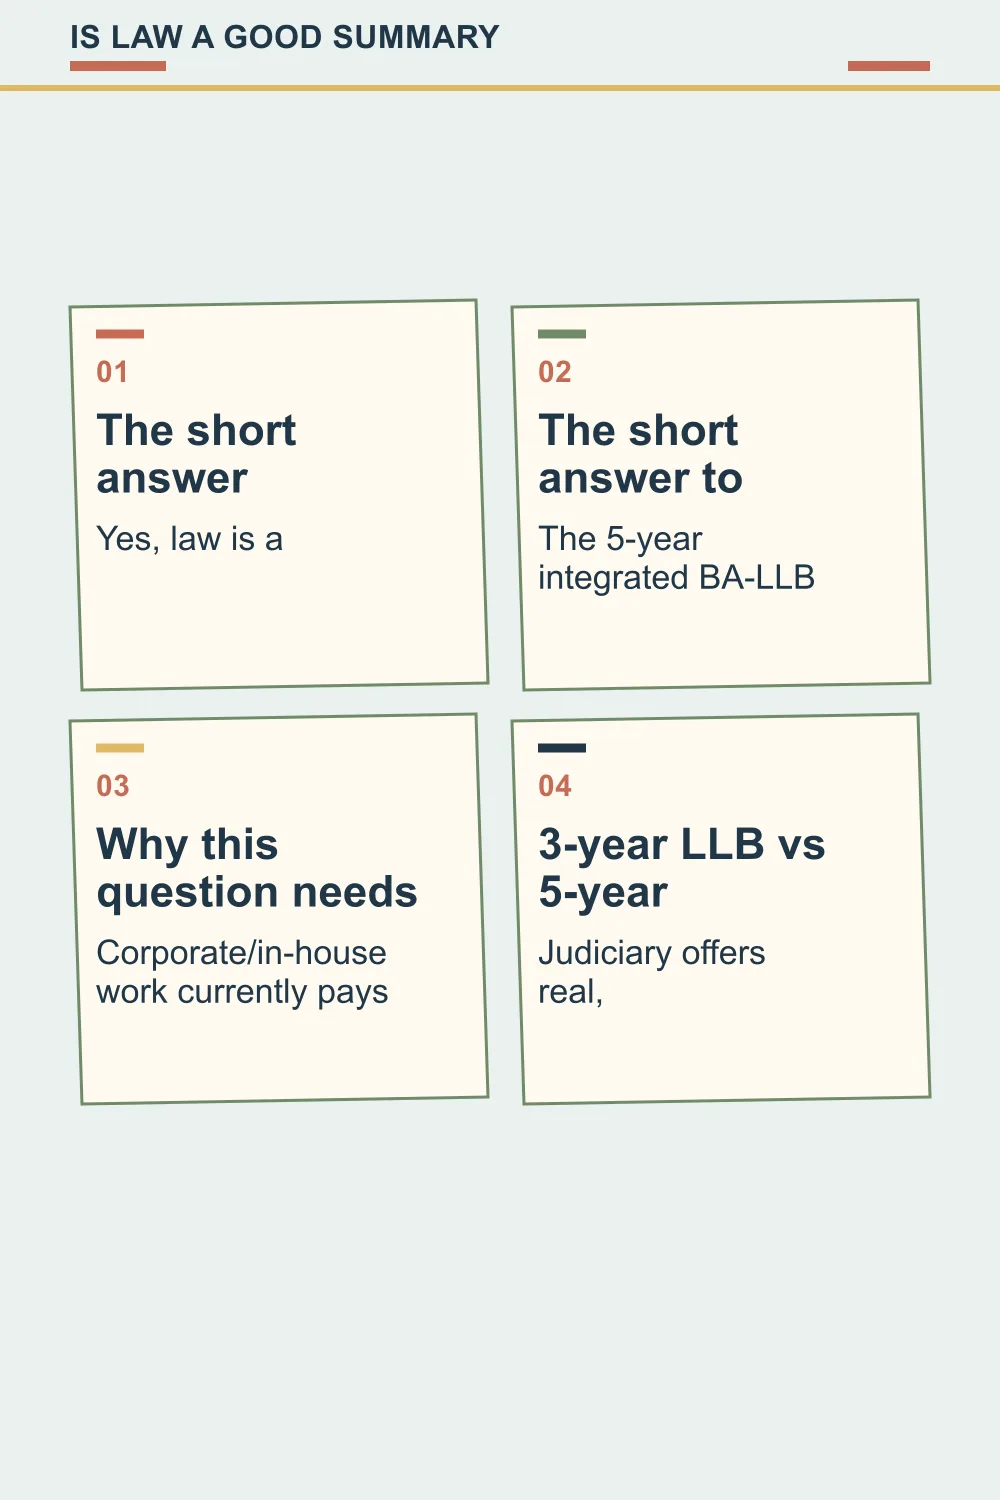 IS LAW A GOOD SUMMARY
01
The short
answer
Yes, law is a
02
The short
answer to
The 5-year
integrated BA-LLB
03
Why this
question needs
Corporate/in-house
work currently pays
04
3-year LLB vs
5-year
Judiciary offers
real,